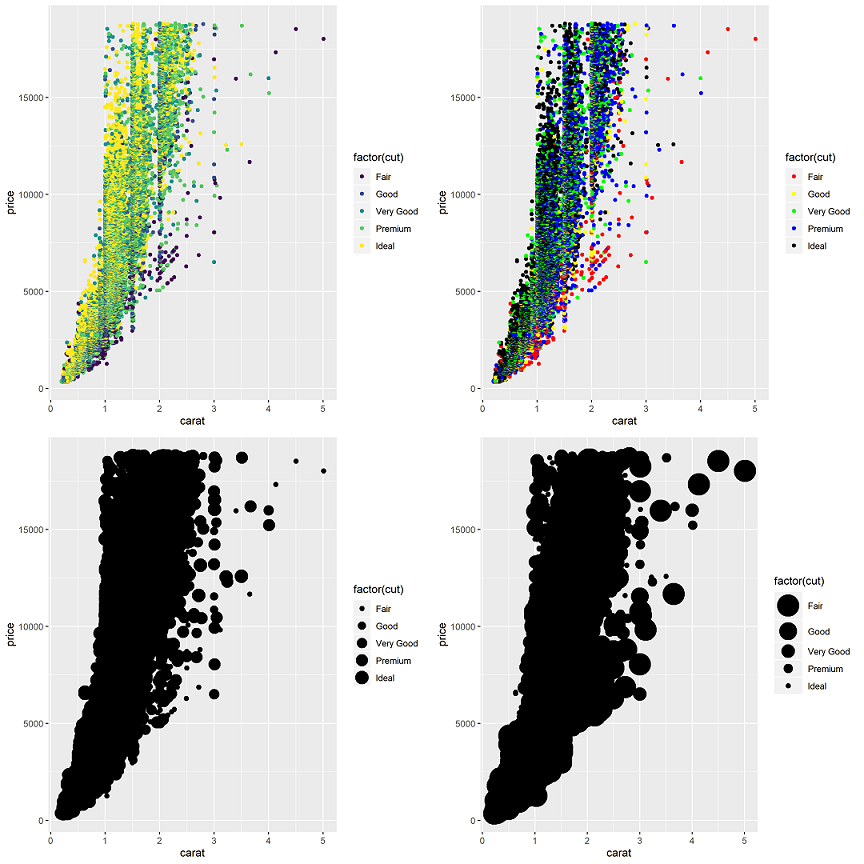 price
15000
10000
5000
0
0 1 2 3 4 5
carat
factor(cut)
Fair
Good
Very Good
Premium
Ideal
price
15000
10000
5000
0
0 1 2 3 4 5
carat
factor(cut)
Fair
Good
Very Good
Premium
Ideal
price
15000
10000
5000
0
0 1 2 3 4 5
carat
factor(cut)
Fair
Good
Very Good
Premium
Ideal
price
15000
10000
5000
0
0 1 2 3 4 5
carat
factor(cut)
Fair
Good
Very Good
Premium
Ideal